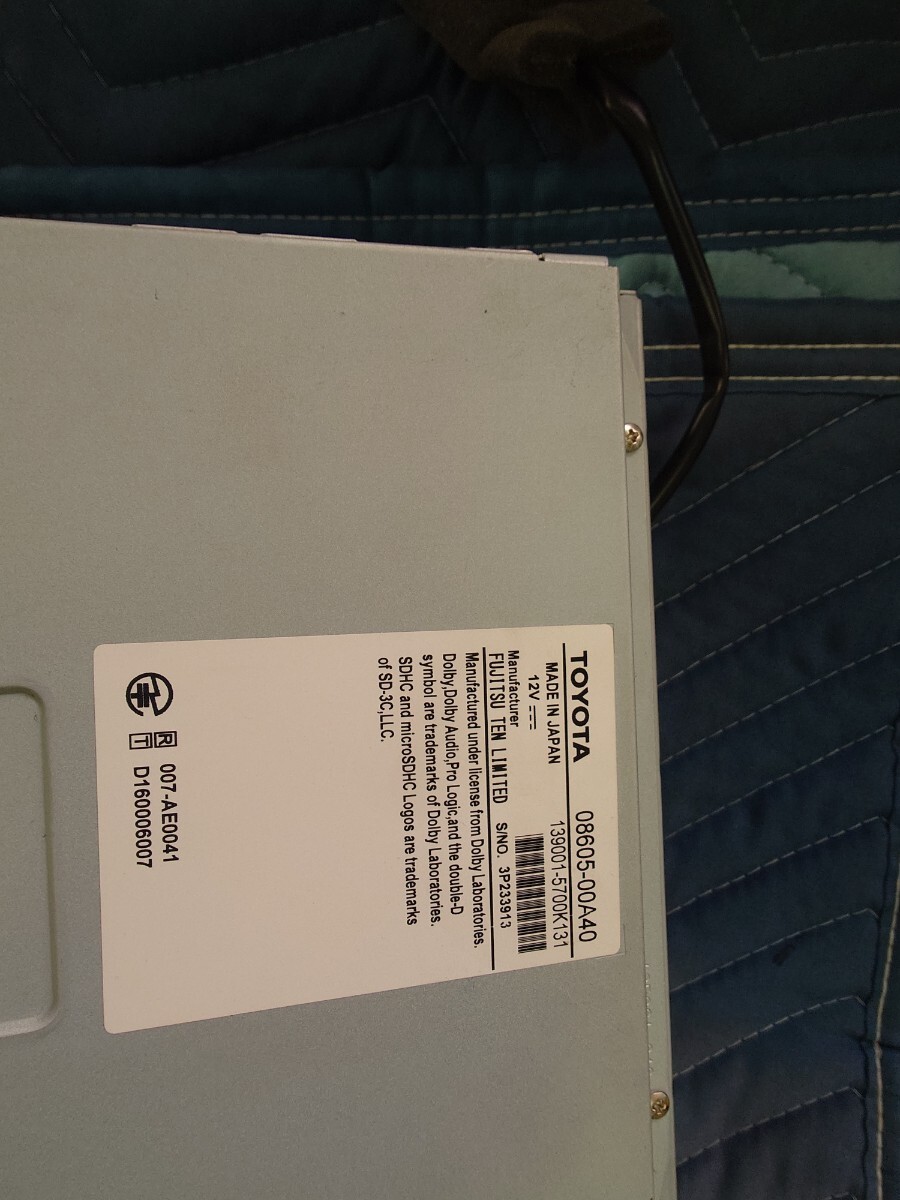 TOYOTA 08605-00A40
MADE IN JAPAN 139001-5700K131
12V
Manufacturer
FUJITSU TEN LIMITED S/NO. 3P233913
Manufactured under license from Dolby Laboratories.
Dolby,Dolby Audio,Pro Logic,and the double-D
symbol are trademarks of Dolby Laboratories.
SDHC and microSDHC Logos are trademarks
of SD-3C,LLC.
R 007-AE0041
T D160006007